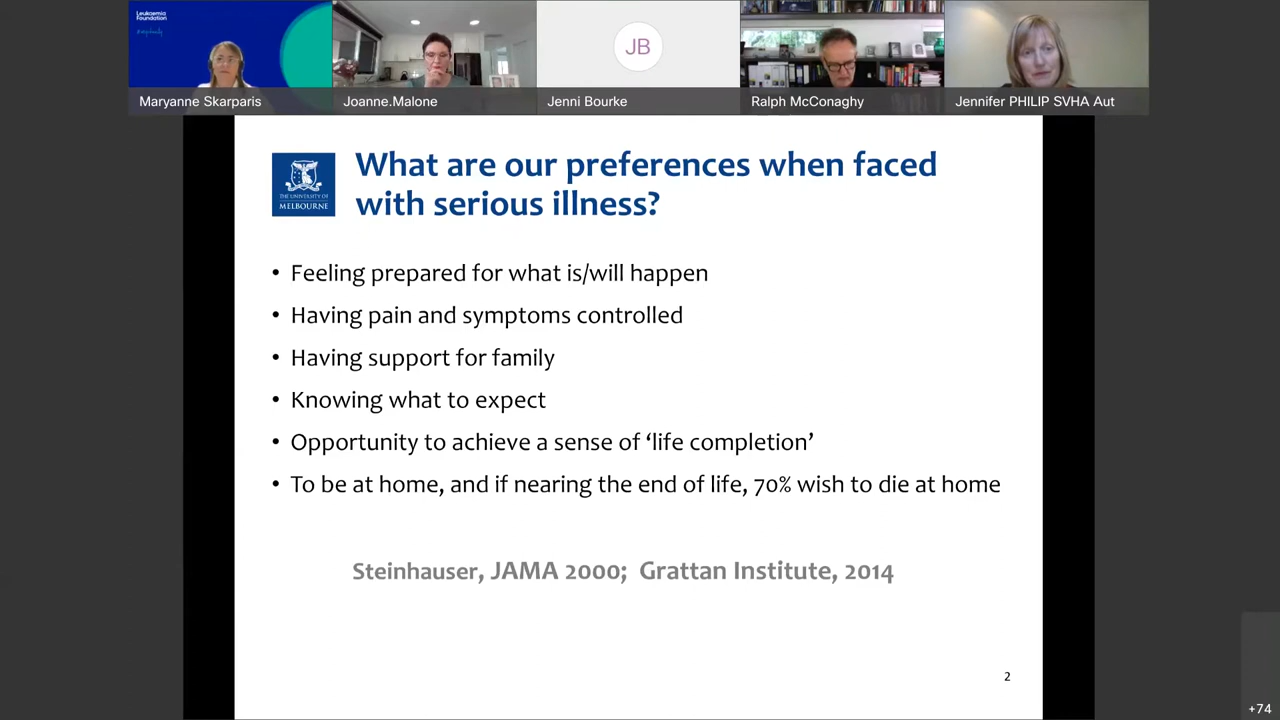 Leukaemia
Foundation
Maryanne Skarparis
Joanne.Malone
JB
Jenni Bourke
Ralph McConaghy
Jennifer PHILIP SVHA Aut
THE UNIVERSITY OF
MELBOURNE
What are our preferences when faced
with serious illness?
• Feeling prepared for what is/will happen
• Having pain and symptoms controlled
• Having support for family
• Knowing what to expect
• Opportunity to achieve a sense of ‘life completion’
• To be at home, and if nearing the end of life, 70% wish to die at home
Steinhauser, JAMA 2000; Grattan Institute, 2014
2
+74